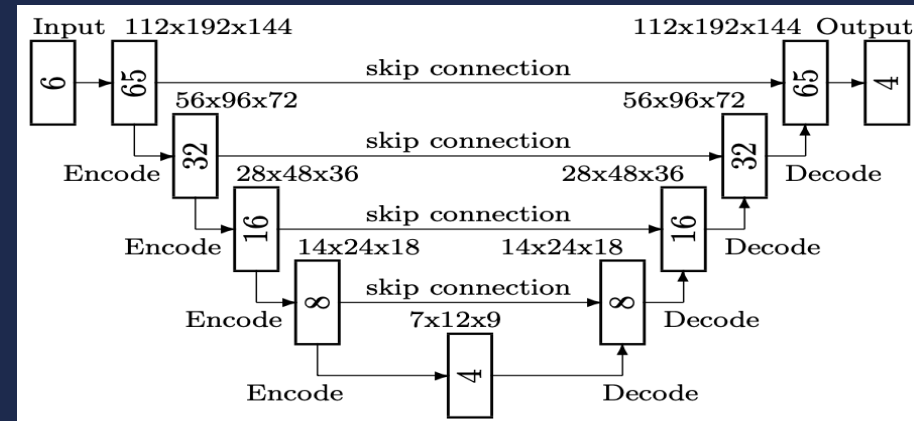 Input 112x192x144 112x192x144 Output
6 65 skip connection 65 4
56x96x72 56x96x72
Encode 32 skip connection 32 Decode
28x48x36 28x48x36
Encode 16 skip connection 16 Decode
14x24x18 14x24x18
Encode 8 skip connection 8 Decode
7x12x9
Encode 4 Decode